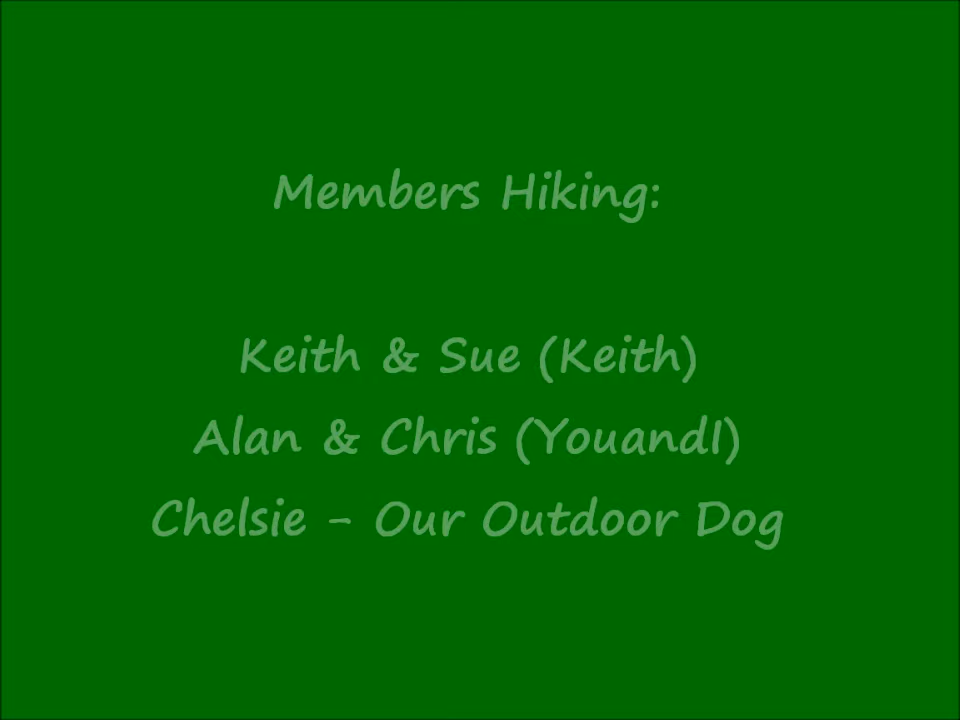 Members Hiking:
Keith & Sue (Keith)
Alan & Chris (YouandI)
Chelsie - Our Outdoor Dog